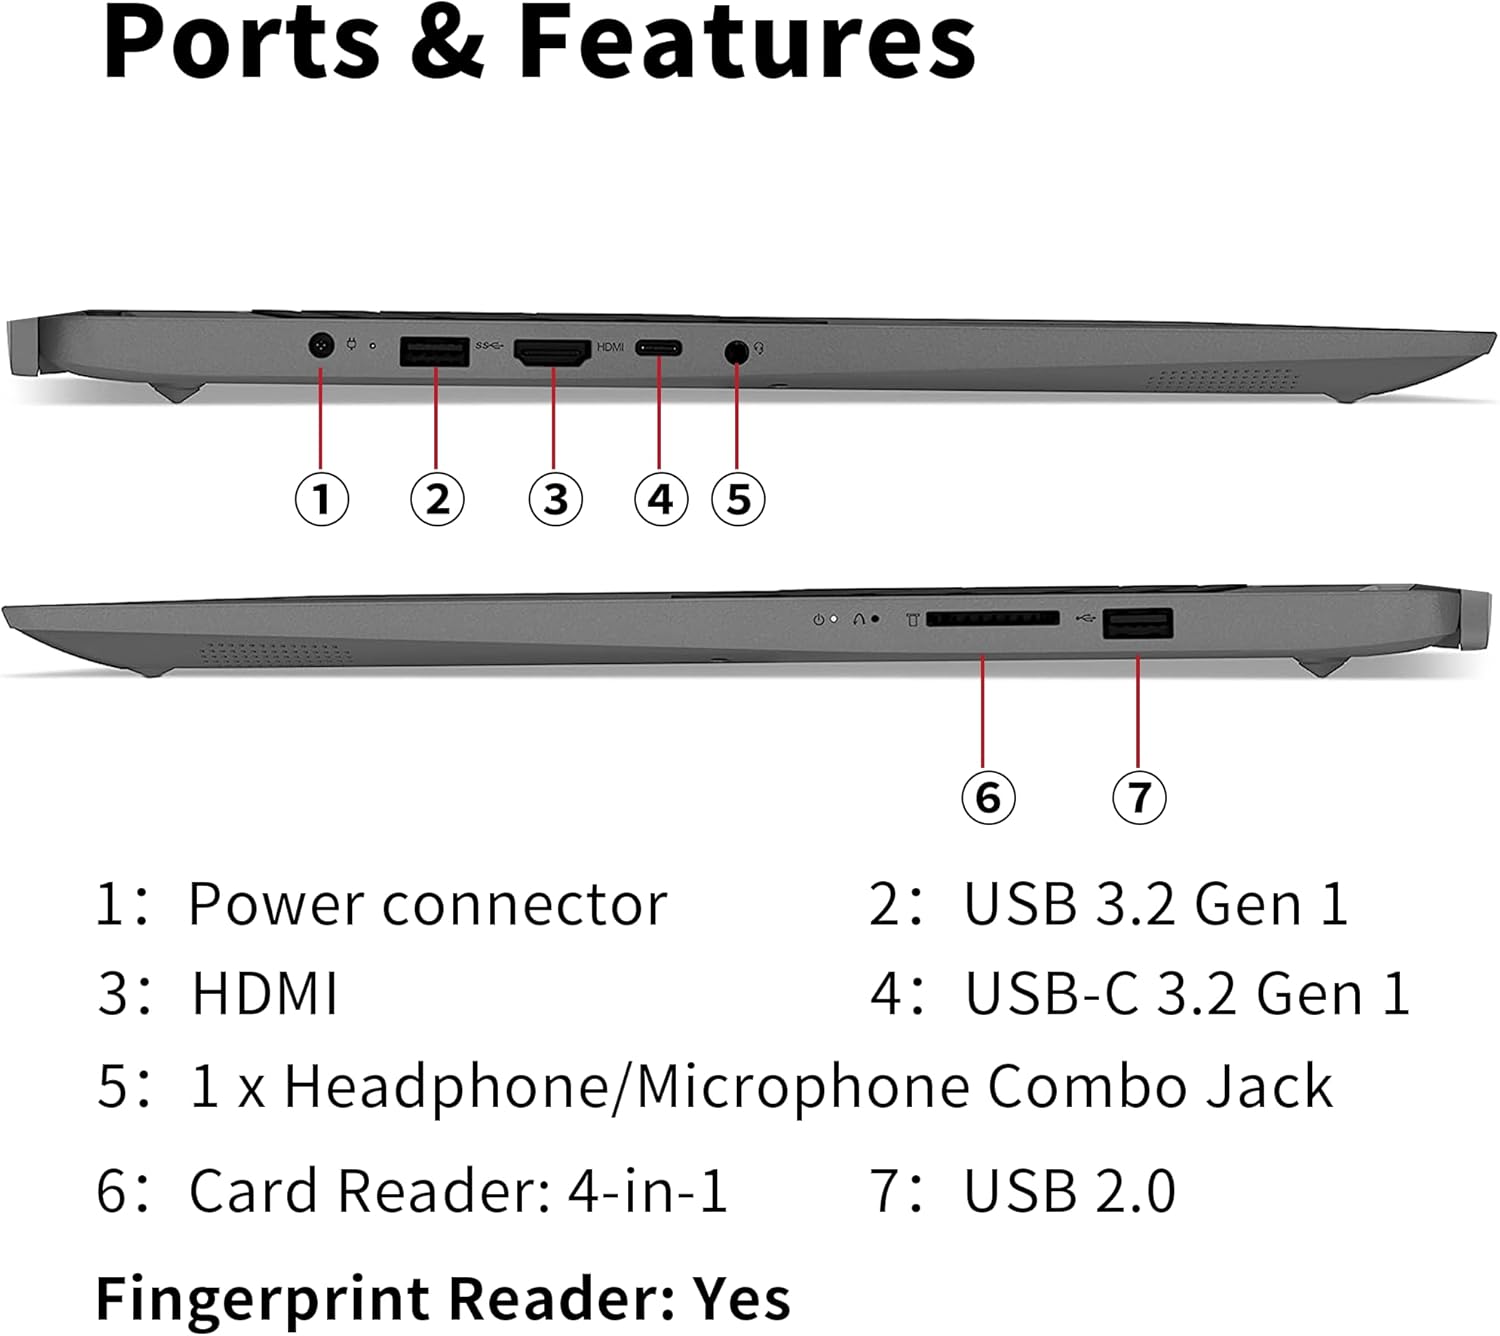 Ports & Features
HDMI
1 2 3 4 5
6 7
1: Power connector 2: USB 3.2 Gen 1
3: HDMI 4: USB-C 3.2 Gen 1
5: 1 x Headphone/Microphone Combo Jack
6: Card Reader: 4-in-1 7: USB 2.0
Fingerprint Reader: Yes